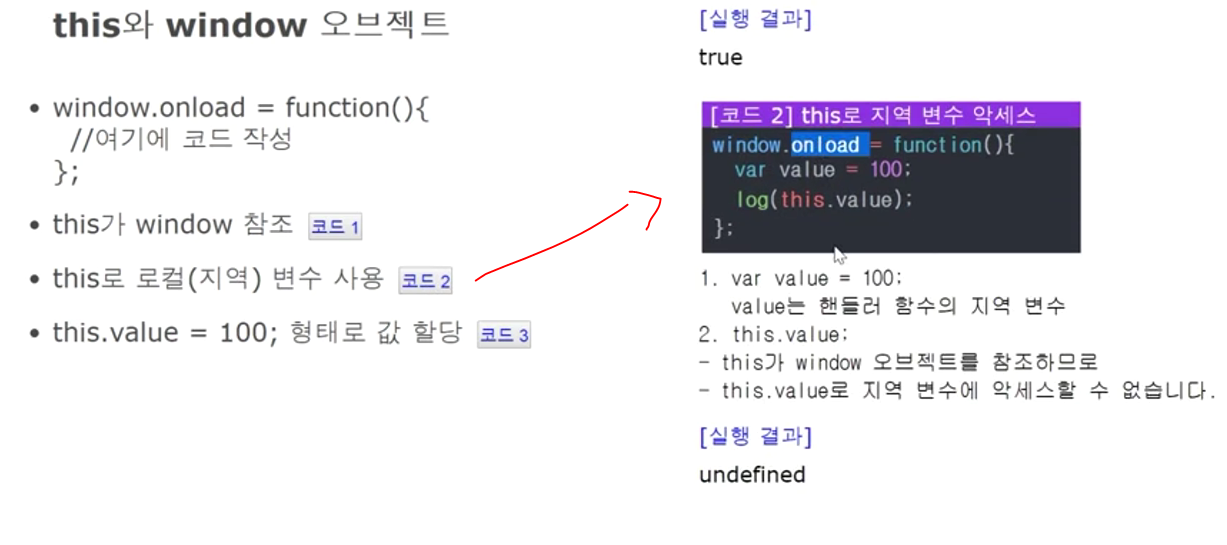 this와 window 오브젝트
• window.onload = function(){
//여기에 코드 작성
};
• this가 window 참조 코드 1
• this로 로컬(지역) 변수 사용 코드 2
• this.value = 100; 형태로 값 할당 코드 3
[실행 결과]
true
[코드 2] this로 지역 변수 악세스
window.onload = function(){
var value = 100;
log(this.value);
};
1. var value = 100;
value는 핸들러 함수의 지역 변수
2. this.value;
- this가 window 오브젝트를 참조하므로
- this.value로 지역 변수에 악세스할 수 없습니다.
[실행 결과]
undefined